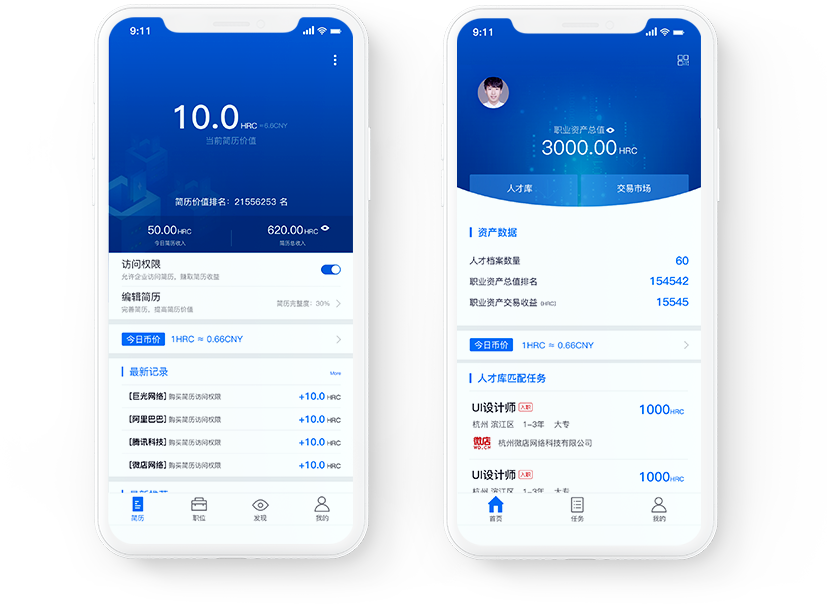 9:11
10.0 HRC ≈6.6CNY
当前简历价值
简历价值排名：21556253 名
50.00HRC
今日简历收入
620.00HRC
简历总收入
访问权限
允许企业访问简历，赚取简历收益
编辑简历
完善简历，提高简历价值
简历完整度：30%
今日币价 1HRC ≈ 0.66CNY
最新记录
More
[巨光网络] 购买简历访问权限 +10.0 HRC
[阿里巴巴] 购买简历访问权限 +10.0 HRC
[腾讯科技] 购买简历访问权限 +10.0 HRC
[微店网络] 购买简历访问权限 +10.0 HRC
简历 职位 发现 我的
9:11
职业资产总值
3000.00 HRC
人才库 交易市场
资产数据
人才档案数量 60
职业资产总值排名 154542
职业资产交易收益 (HRC) 15545
今日币价 1HRC ≈ 0.66CNY
人才库匹配任务
UI设计师 入职 1000HRC
杭州 滨江区 1-3年 大专
微店 WD.CN 杭州微店网络科技有限公司
UI设计师 入职 1000HRC
杭州 滨江区 1-3年 大专
首页 任务 我的